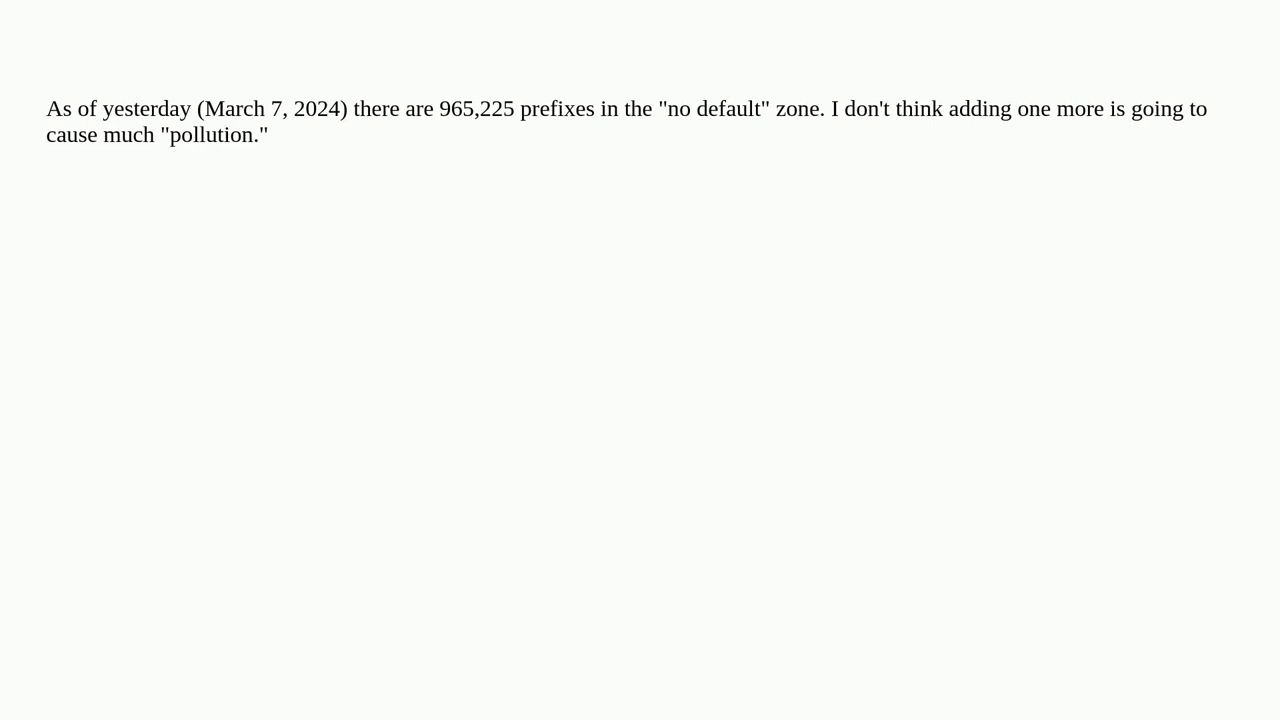 As of yesterday (March 7, 2024) there are 965,225 prefixes in the "no default" zone. I don't think adding one more is going to
cause much "pollution."